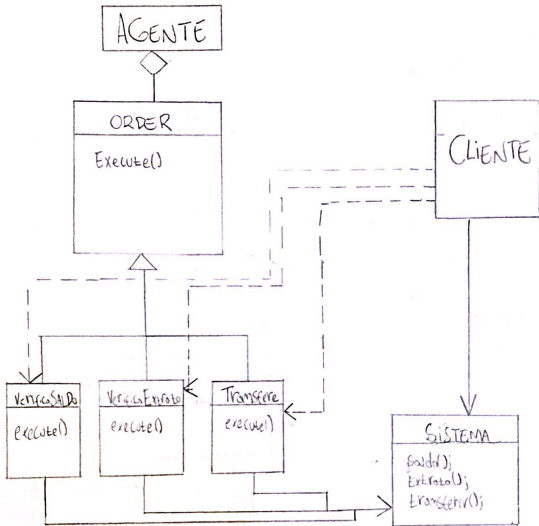 AGENTE
ORDER
Execute()
CLIENTE
VerificaSALDo
execute()
VerificaExtrato
execute()
Transfere
execute()
SISTEMA
Saldo();
Extrato();
transferir();